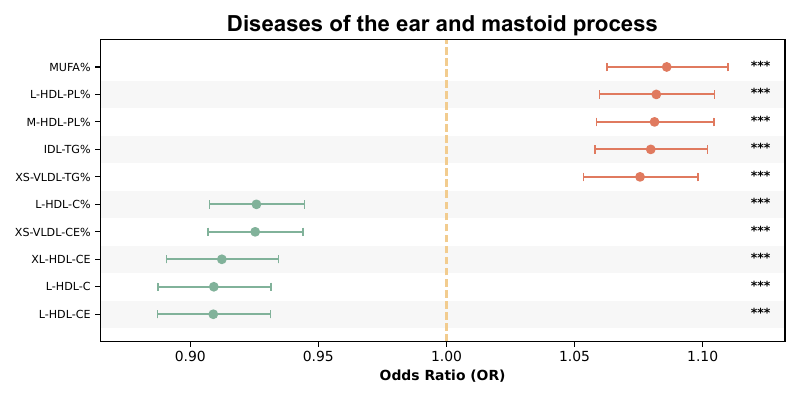 Diseases of the ear and mastoid process
MUFA% ***
L-HDL-PL% ***
M-HDL-PL% ***
IDL-TG% ***
XS-VLDL-TG% ***
L-HDL-C% ***
XS-VLDL-CE% ***
XL-HDL-CE ***
L-HDL-C ***
L-HDL-CE ***
0.90 0.95 1.00 1.05 1.10
Odds Ratio (OR)